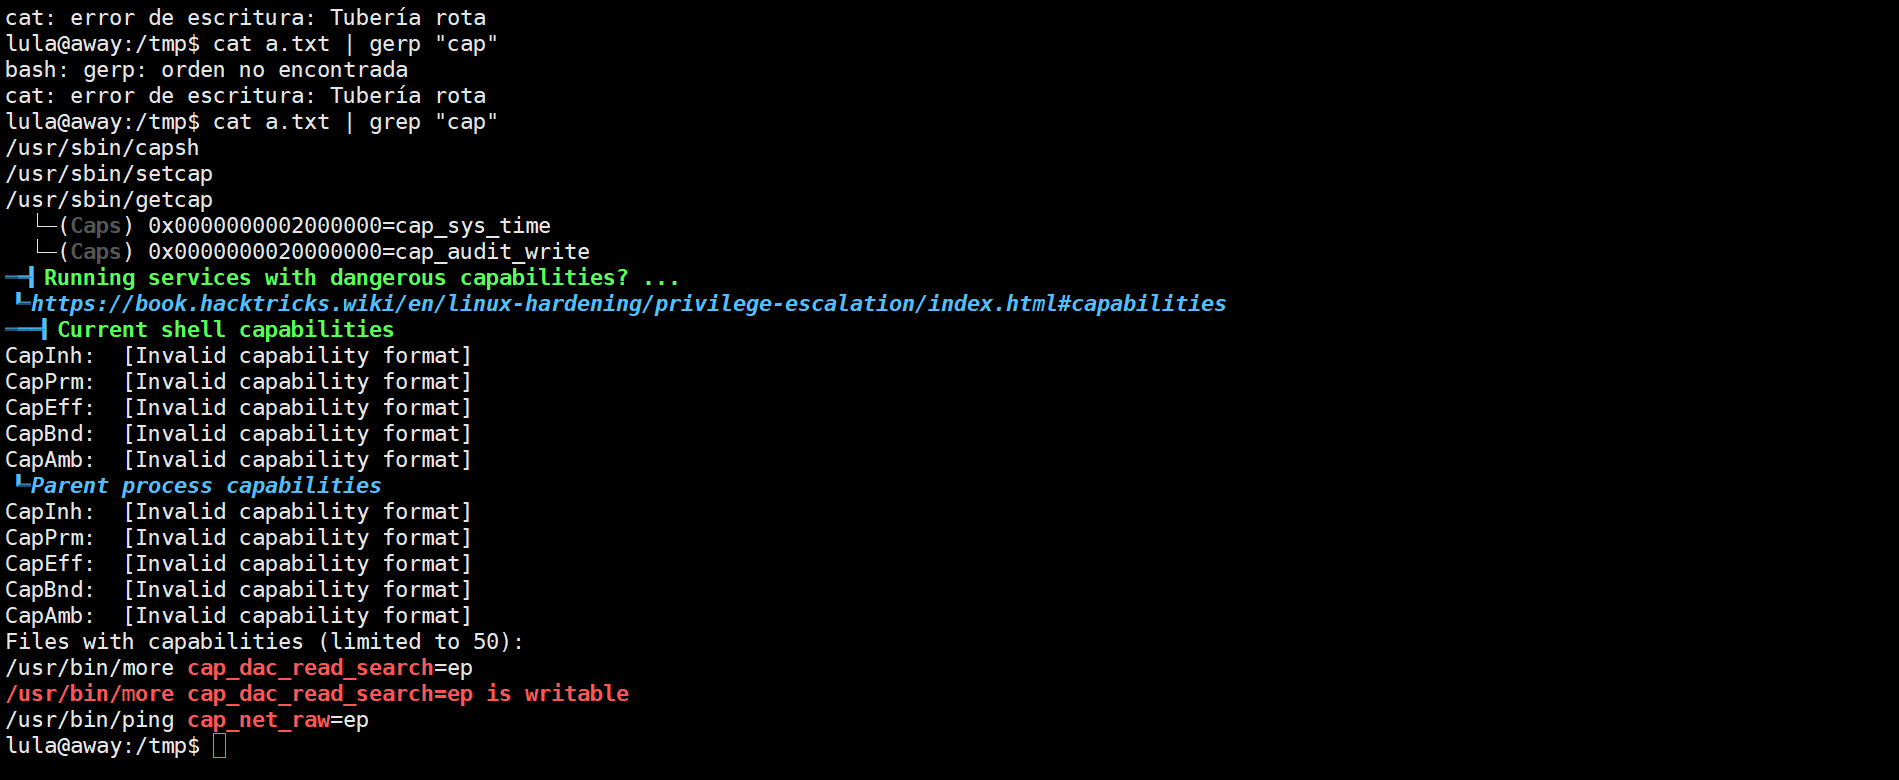 cat: error de escritura: Tubería rota
lula@away:/tmp$ cat a.txt | gerp "cap"
bash: gerp: orden no encontrada
cat: error de escritura: Tubería rota
lula@away:/tmp$ cat a.txt | grep "cap"
/usr/sbin/capsh
/usr/sbin/setcap
/usr/sbin/getcap
  └─(Caps) 0x0000000002000000=cap_sys_time
  └─(Caps) 0x0000000020000000=cap_audit_write
══╣ Running services with dangerous capabilities? ...
╚═https://book.hacktricks.wiki/en/linux-hardening/privilege-escalation/index.html#capabilities
═══╣ Current shell capabilities
CapInh:  [Invalid capability format]
CapPrm:  [Invalid capability format]
CapEff:  [Invalid capability format]
CapBnd:  [Invalid capability format]
CapAmb:  [Invalid capability format]
╚═Parent process capabilities
CapInh:  [Invalid capability format]
CapPrm:  [Invalid capability format]
CapEff:  [Invalid capability format]
CapBnd:  [Invalid capability format]
CapAmb:  [Invalid capability format]
Files with capabilities (limited to 50):
/usr/bin/more cap_dac_read_search=ep
/usr/bin/more cap_dac_read_search=ep is writable
/usr/bin/ping cap_net_raw=ep
lula@away:/tmp$